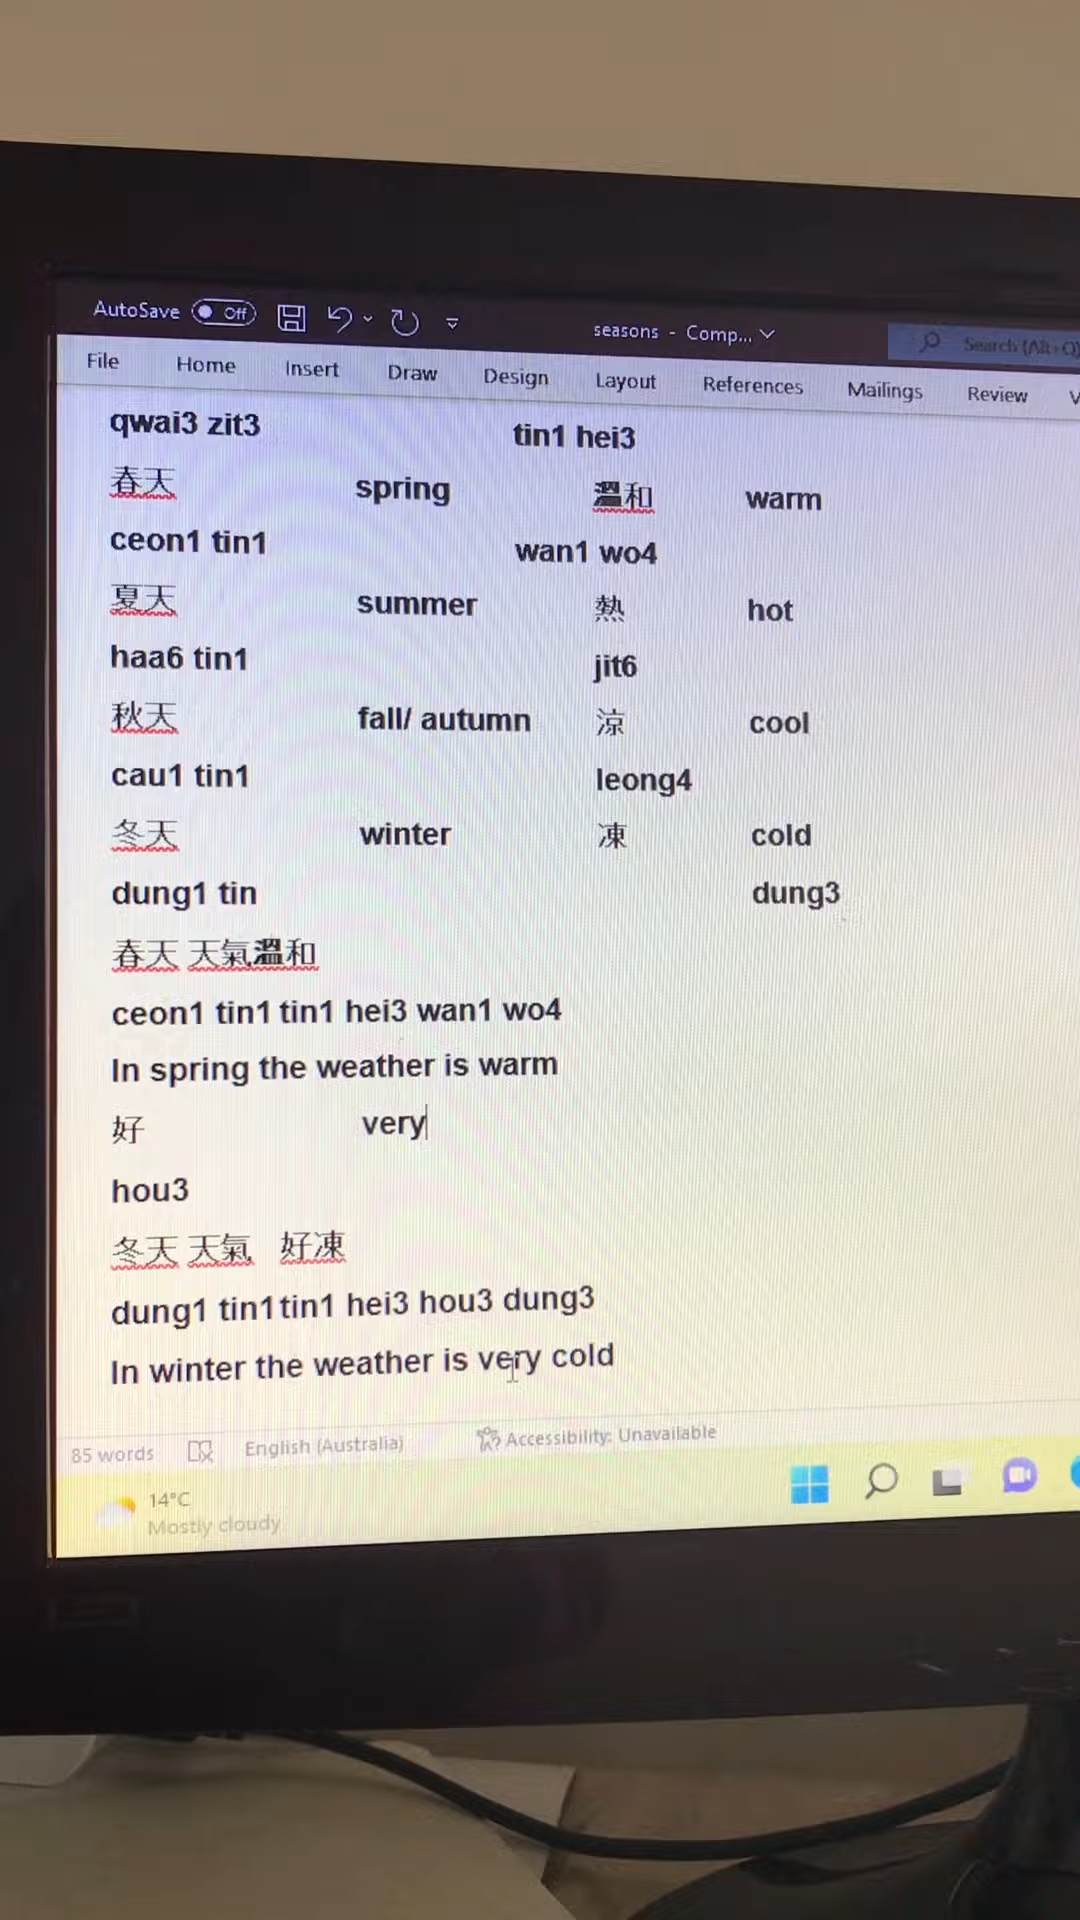 AutoSave Off seasons - Comp... Search (Alt+Q)
File Home Insert Draw Design Layout References Mailings Review V
qwai3 zit3 tin1 hei3
春天 spring 溫和 warm
ceon1 tin1 wan1 wo4
夏天 summer 熱 hot
haa6 tin1 jit6
秋天 fall/ autumn 涼 cool
cau1 tin1 leong4
冬天 winter 凍 cold
dung1 tin dung3
春天 天氣溫和
ceon1 tin1 tin1 hei3 wan1 wo4
In spring the weather is warm
好 very
hou3
冬天 天氣 好凍
dung1 tin1 tin1 hei3 hou3 dung3
In winter the weather is very cold
85 words English (Australia) Accessibility: Unavailable
14°C
Mostly cloudy